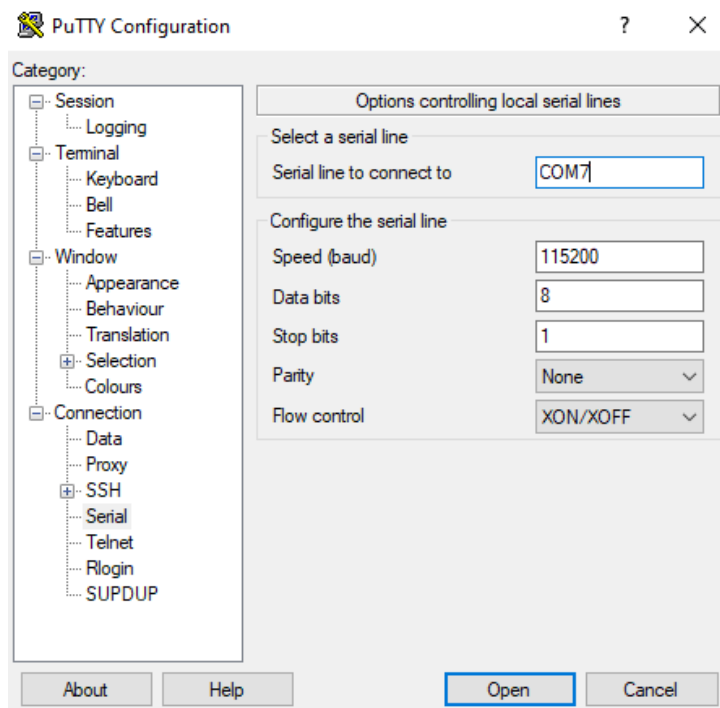 PuTTY Configuration
?
Category:
Session
Logging
Terminal
Keyboard
Bell
Features
Window
Appearance
Behaviour
Translation
Selection
Colours
Connection
Data
Proxy
SSH
Serial
Telnet
Rlogin
SUPDUP
Options controlling local serial lines
Select a serial line
Serial line to connect to COM7
Configure the serial line
Speed (baud) 115200
Data bits 8
Stop bits 1
Parity None
Flow control XON/XOFF
About Help Open Cancel